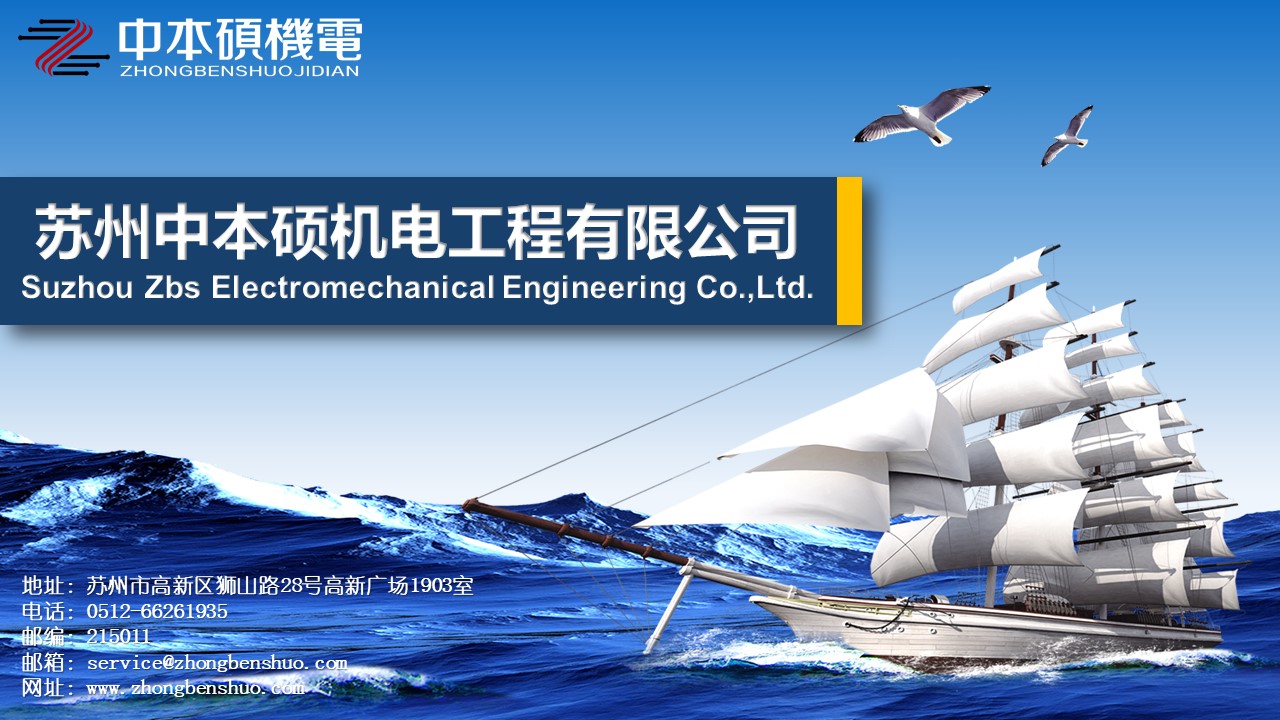 中本碩機電
ZHONGBENSHUOJIDIAN
苏州中本硕机电工程有限公司
Suzhou Zbs Electromechanical Engineering Co.,Ltd.
地址：苏州市高新区狮山路28号高新广场1903室
电话：0512-66261935
邮编：215011
邮箱：service@zhongbenshuo.com
网址：www.zhongbenshuo.com